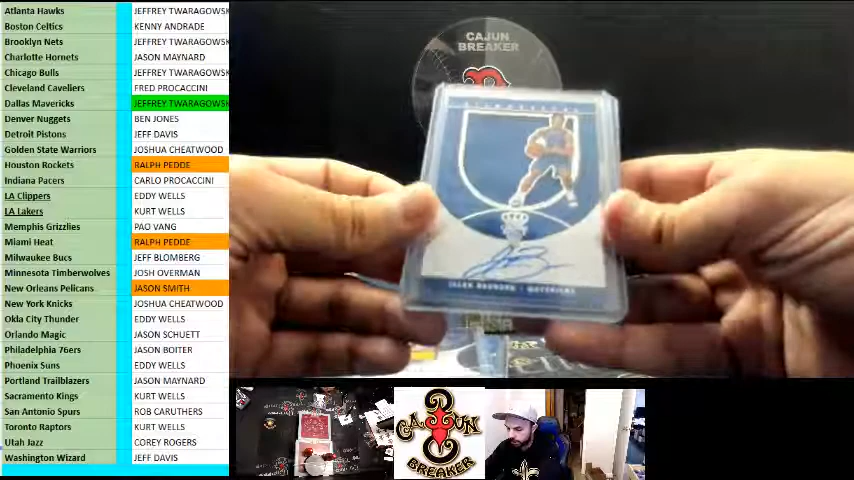 Atlanta Hawks JEFFREY TWARAGOWSK
Boston Celtics KENNY ANDRADE
Brooklyn Nets JEFFREY TWARAGOWSK
Charlotte Hornets JASON MAYNARD
Chicago Bulls JEFFREY TWARAGOWSK
Cleveland Cavaliers FRED PROCACCINI
Dallas Mavericks JEFFREY TWARAGOWSK
Denver Nuggets BEN JONES
Detroit Pistons JEFF DAVIS
Golden State Warriors JOSHUA CHEATWOOD
Houston Rockets RALPH PEDDE
Indiana Pacers CARLO PROCACCINI
LA Clippers EDDY WELLS
LA Lakers KURT WELLS
Memphis Grizzlies PAO VANG
Miami Heat RALPH PEDDE
Milwaukee Bucs JEFF BLOMBERG
Minnesota Timberwolves JOSH OVERMAN
New Orleans Pelicans JASON SMITH
New York Knicks JOSHUA CHEATWOOD
Okla City Thunder EDDY WELLS
Orlando Magic JASON SCHUETT
Philadelphia 76ers JASON BOITER
Phoenix Suns EDDY WELLS
Portland Trailblazers JASON MAYNARD
Sacramento Kings KURT WELLS
San Antonio Spurs ROB CARUTHERS
Toronto Raptors KURT WELLS
Utah Jazz COREY ROGERS
Washington Wizard JEFF DAVIS
CAJUN
BREAKER
JALEN BRUNSON MAVERICKS
CAJUN
BREAKER